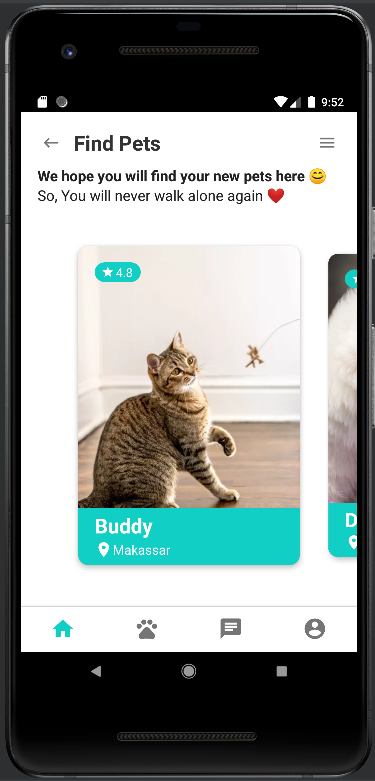 9:52
Find Pets
We hope you will find your new pets here 😊
So, You will never walk alone again ❤️
4.8
Buddy
Makassar
D